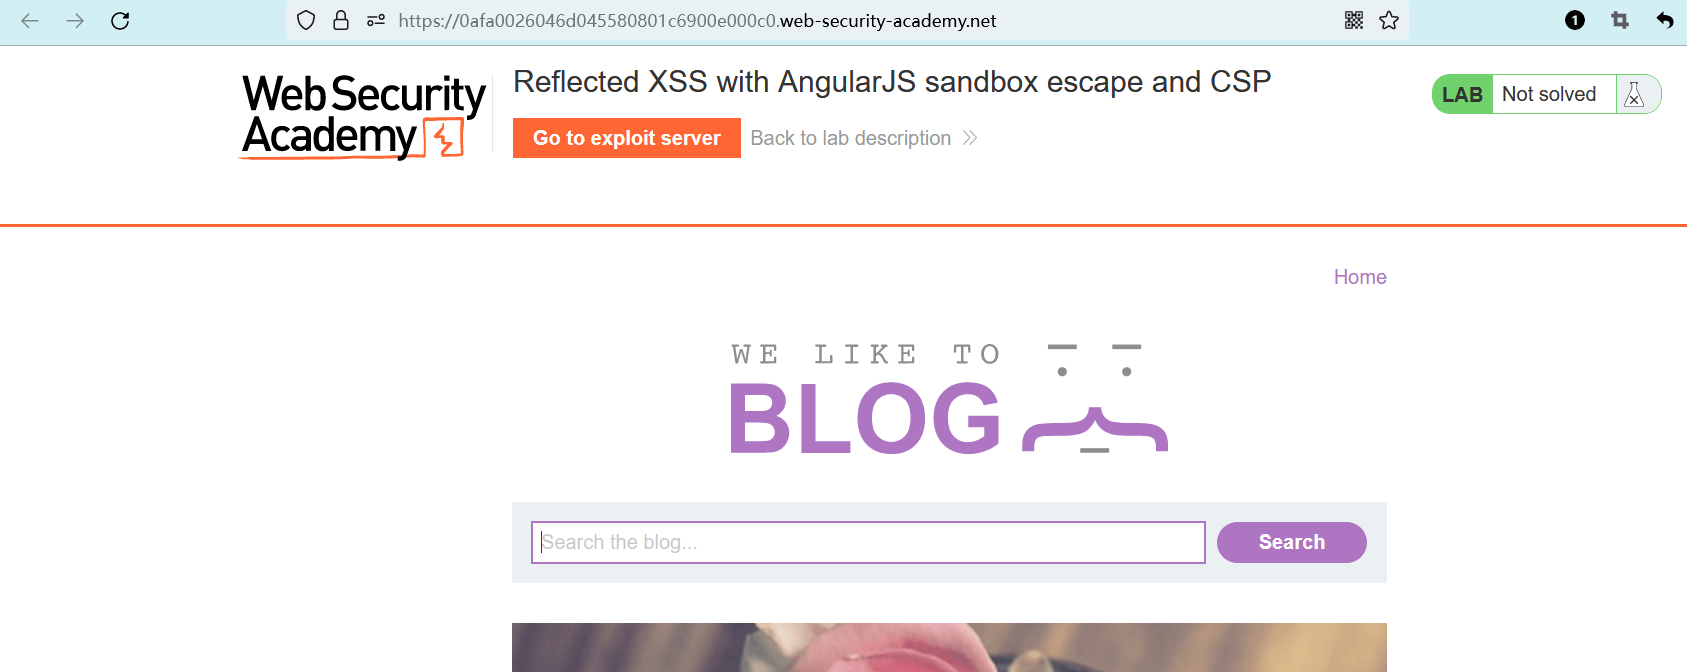 https://0afa0026046d045580801c6900e000c0.web-security-academy.net
1
Web Security
Academy
Reflected XSS with AngularJS sandbox escape and CSP
Go to exploit server
Back to lab description
LAB
Not solved
Home
WE LIKE TO
BLOG
Search the blog...
Search